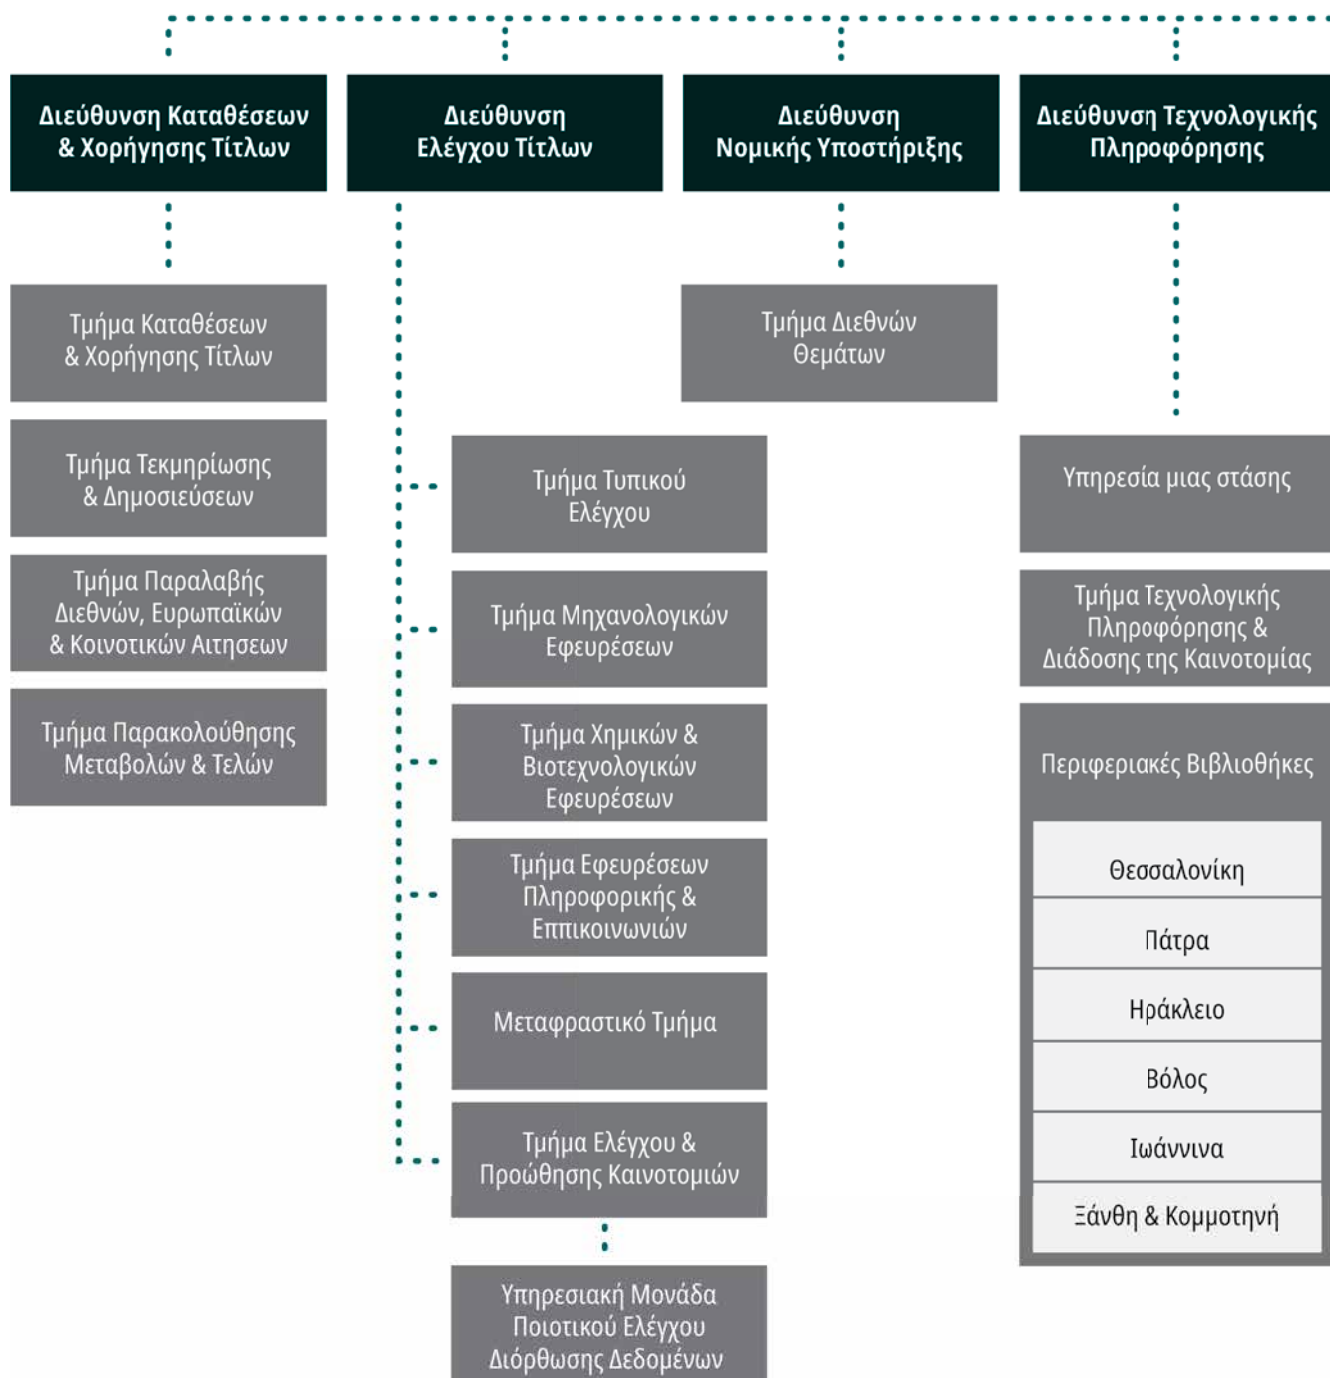 Διεύθυνση Καταθέσεων
& Χορήγησης Τίτλων
Διεύθυνση
Ελέγχου Τίτλων
Διεύθυνση
Νομικής Υποστήριξης
Διεύθυνση Τεχνολογικής
Πληροφόρησης
Τμήμα Καταθέσεων
& Χορήγησης Τίτλων
Τμήμα Τεκμηρίωσης
& Δημοσιεύσεων
Τμήμα Παραλαβής
Διεθνών, Ευρωπαϊκών
& Κοινοτικών Αιτησεων
Τμήμα Παρακολούθησης
Μεταβολών & Τελών
Τμήμα Τυπικού
Ελέγχου
Τμήμα Μηχανολογικών
Εφευρέσεων
Τμήμα Χημικών &
Βιοτεχνολογικών
Εφευρέσεων
Τμήμα Εφευρέσεων
Πληροφορικής &
Εππικοινωνιών
Μεταφραστικό Τμήμα
Τμήμα Ελέγχου &
Προώθησης Καινοτομιών
Υπηρεσιακή Μονάδα
Ποιοτικού Ελέγχου
Διόρθωσης Δεδομένων
Τμήμα Διεθνών
Θεμάτων
Υπηρεσία μιας στάσης
Τμήμα Τεχνολογικής
Πληροφόρησης &
Διάδοσης της Καινοτομίας
Περιφεριακές Βιβλιοθήκες
Θεσσαλονίκη
Πάτρα
Ηράκλειο
Βόλος
Ιωάννινα
Ξάνθη & Κομμοτηνή